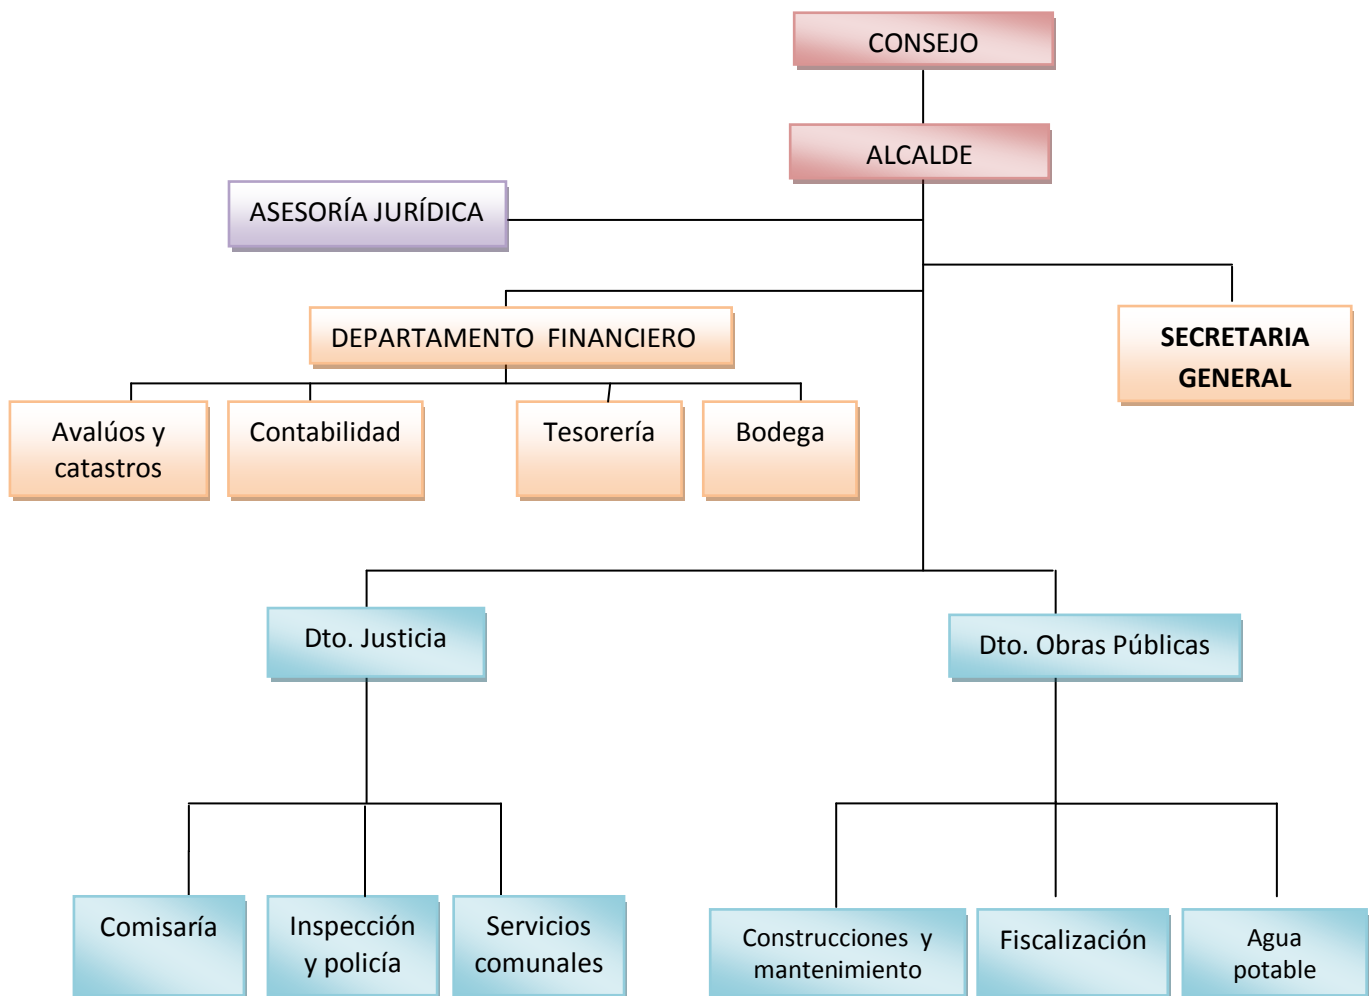 CONSEJO
ALCALDE
ASESORÍA JURÍDICA
DEPARTAMENTO  FINANCIERO
SECRETARIA
GENERAL
Avalúos y
catastros
Contabilidad
Tesorería
Bodega
Dto. Justicia
Dto. Obras Públicas
Comisaría
Inspección
y policía
Servicios
comunales
Construcciones  y
mantenimiento
Fiscalización
Agua
potable